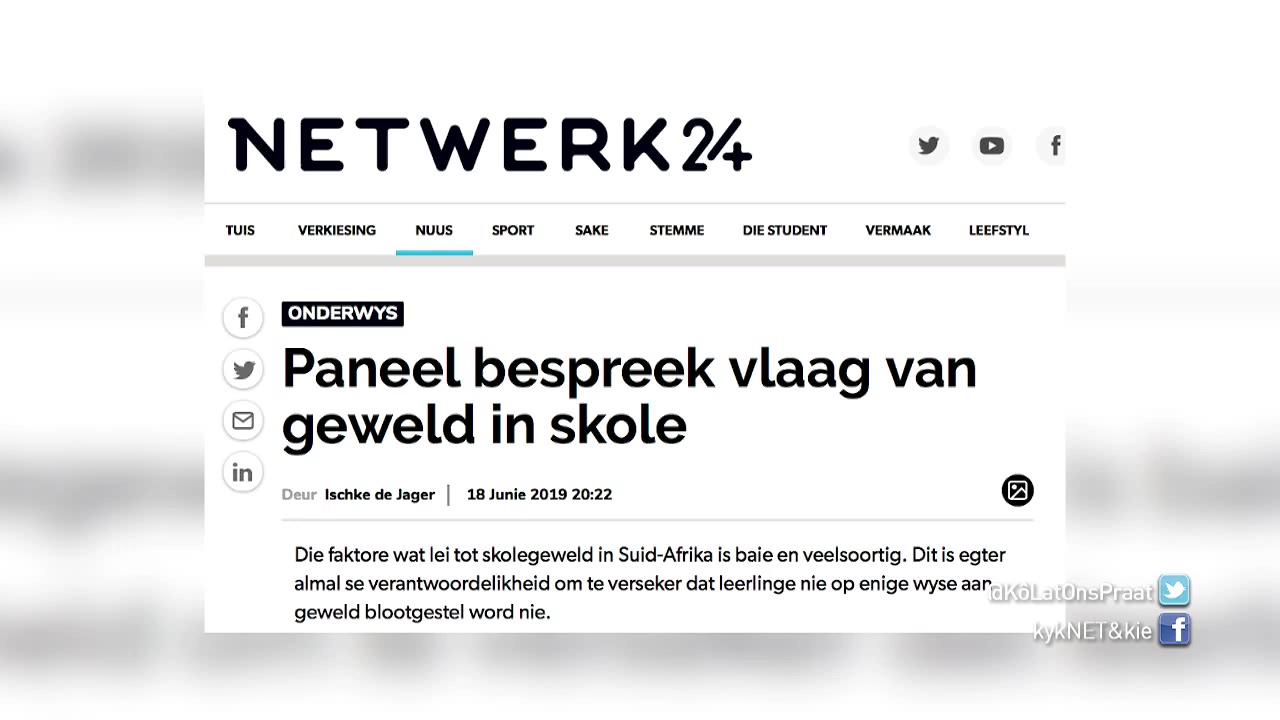 NETWERK24
TUIS VERKIESING NUUS SPORT SAKE STEMME DIE STUDENT VERMAAK LEEFSTYL
ONDERWYS
Paneel bespreek vlaag van
geweld in skole
Deur Ischke de Jager | 18 Junie 2019 20:22
Die faktore wat lei tot skolegeweld in Suid-Afrika is baie en veelsoortig. Dit is egter
almal se verantwoordelikheid om te verseker dat leerlinge nie op enige wyse aan
geweld blootgestel word nie.
dKôLatOnsPraat
kykNET&kie